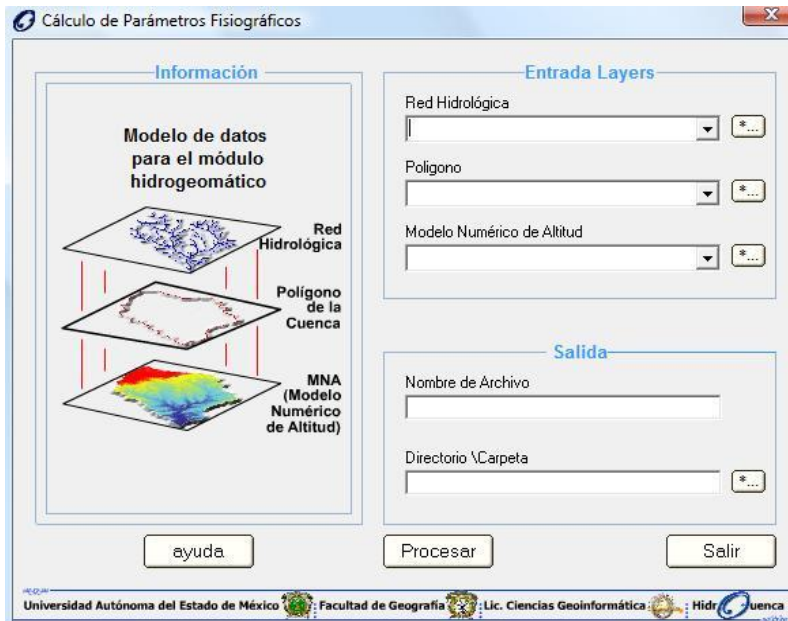 Cálculo de Parámetros Fisiográficos
Información
Modelo de datos
para el módulo
hidrogeomático
Red
Hidrológica
Polígono
de la
Cuenca
MNA
(Modelo
Numérico
de Altitud)
Entrada Layers
Red Hidrológica
*...
Poligono
*...
Modelo Numérico de Altitud
*...
Salida
Nombre de Archivo
Directorio \Carpeta
*...
ayuda
Procesar
Salir
Universidad Autónoma del Estado de México Facultad de Geografía Lic. Ciencias Geoinformática Hidr Cuenca